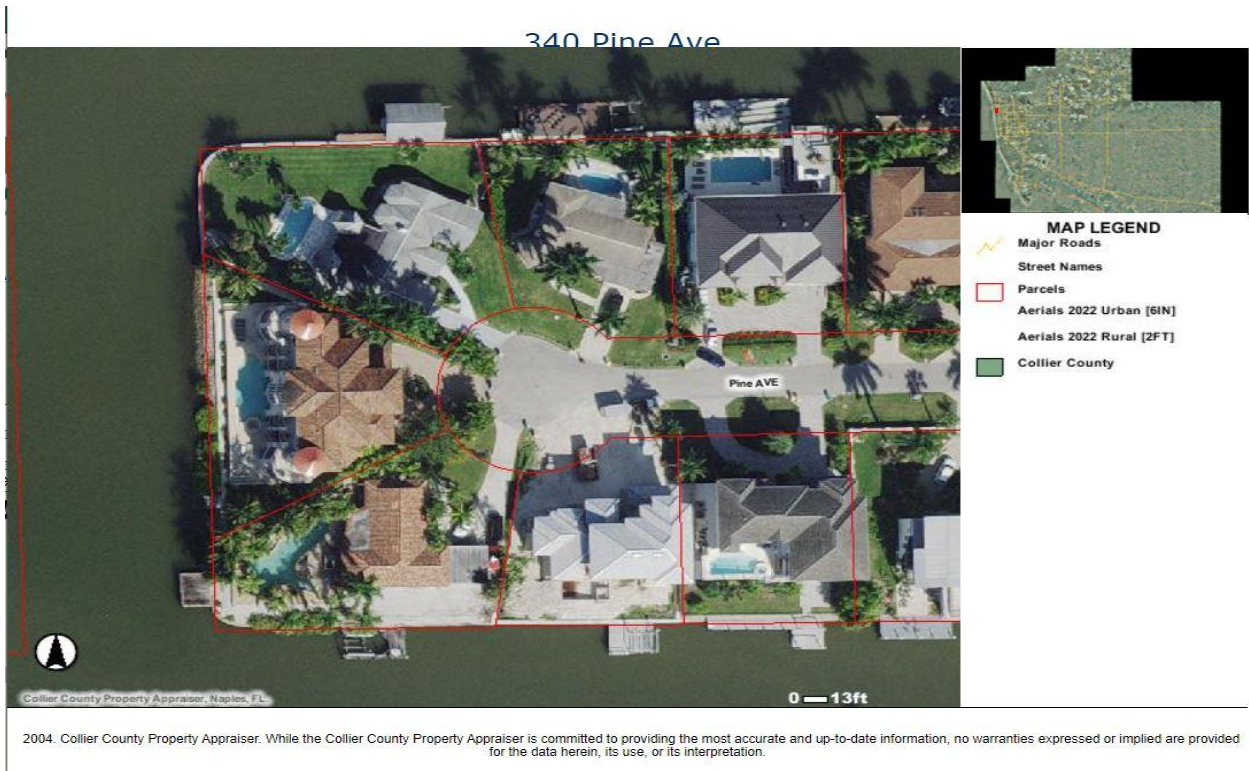 340 Pine Ave
MAP LEGEND
Major Roads
Street Names
Parcels
Aerials 2022 Urban [6IN]
Aerials 2022 Rural [2FT]
Collier County
Pine AVE
Collier County Property Appraiser, Naples, FL.
0 13ft
2004. Collier County Property Appraiser. While the Collier County Property Appraiser is committed to providing the most accurate and up-to-date information, no warranties expressed or implied are provided
for the data herein, its use, or its interpretation.